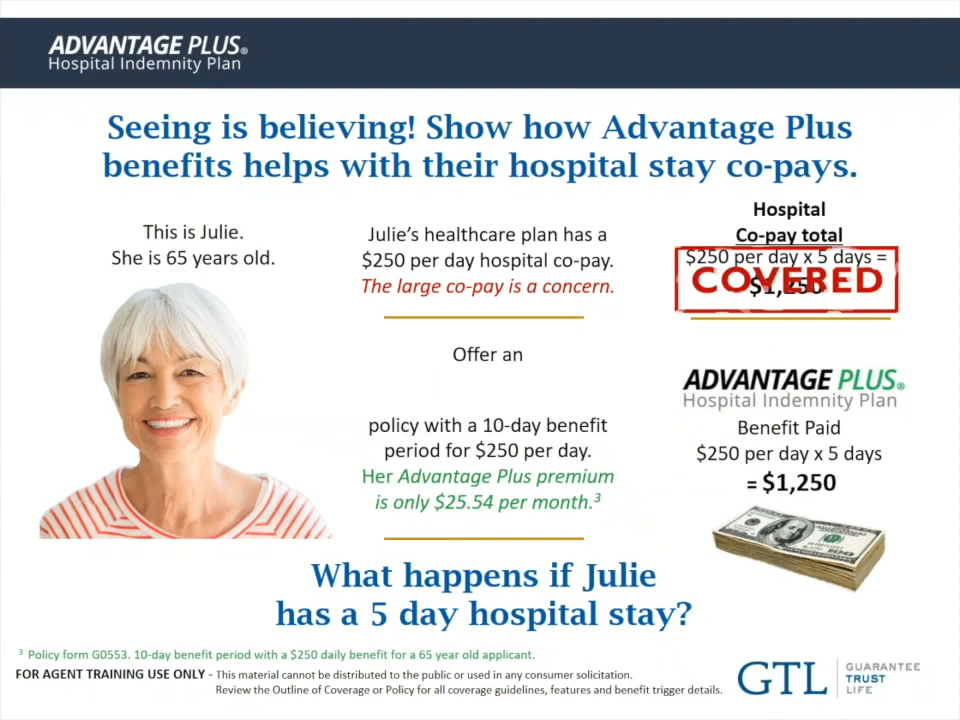 ADVANTAGE PLUS®
Hospital Indemnity Plan
Seeing is believing! Show how Advantage Plus
benefits helps with their hospital stay co-pays.
This is Julie.
She is 65 years old.
Julie's healthcare plan has a
$250 per day hospital co-pay.
The large co-pay is a concern.
Offer an
policy with a 10-day benefit
period for $250 per day.
Her Advantage Plus premium
is only $25.54 per month.³
Hospital
Co-pay total
$250 per day x 5 days =
$1,250
COVERED
ADVANTAGE PLUS®
Hospital Indemnity Plan
Benefit Paid
$250 per day x 5 days
= $1,250
What happens if Julie
has a 5 day hospital stay?
³ Policy form G0553. 10-day benefit period with a $250 daily benefit for a 65 year old applicant.
FOR AGENT TRAINING USE ONLY - This material cannot be distributed to the public or used in any consumer solicitation.
Review the Outline of Coverage or Policy for all coverage guidelines, features and benefit trigger details.
GTL
GUARANTEE
TRUST
LIFE